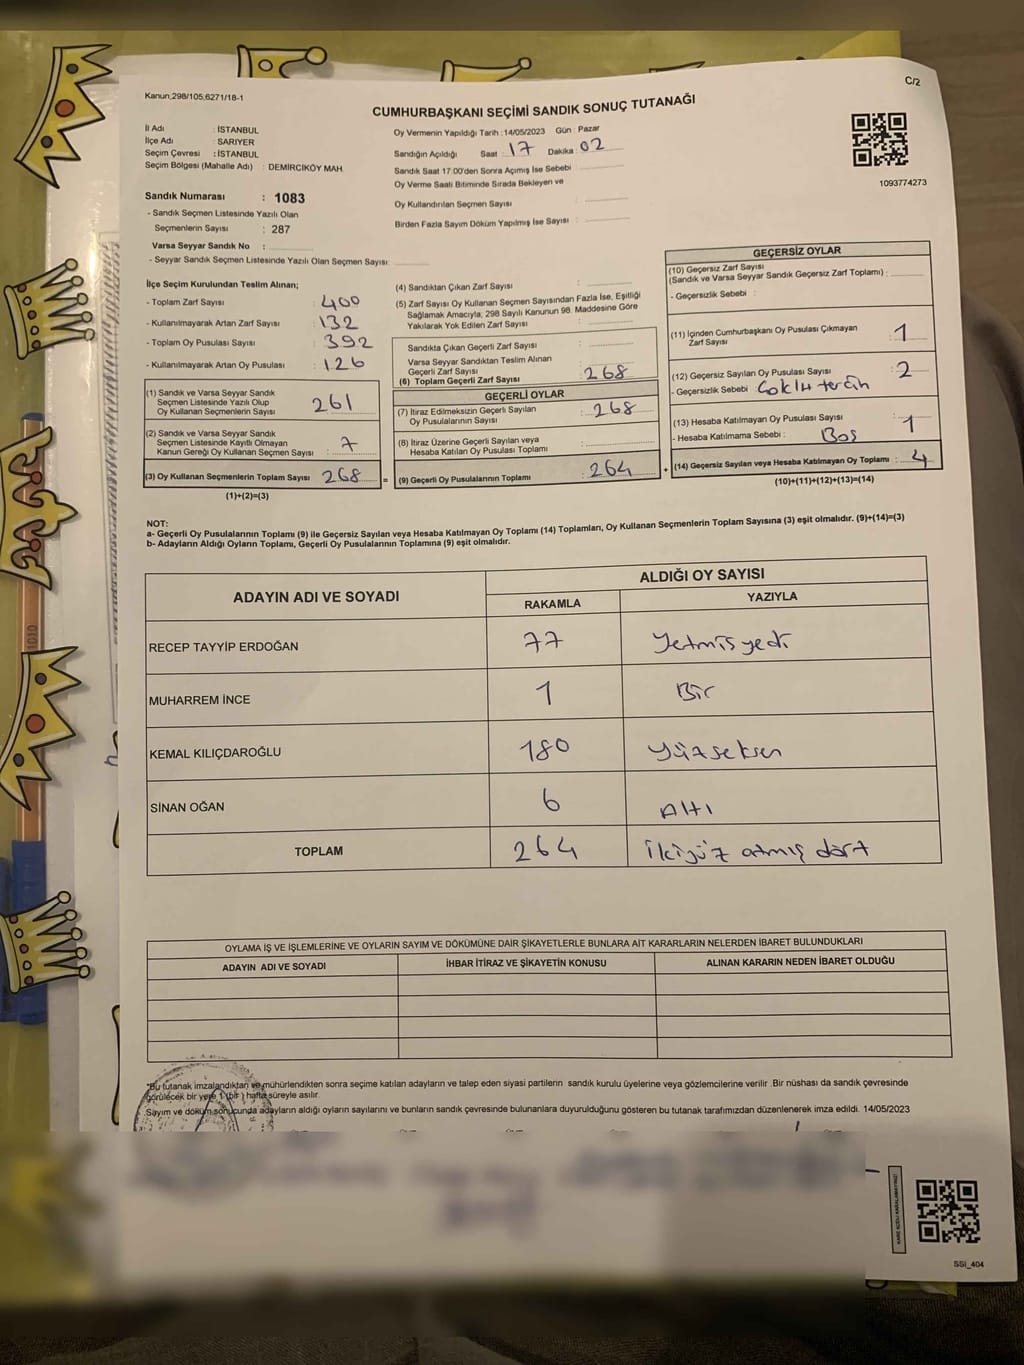 C/2
Kanun,298/105,6271/18-1
CUMHURBAŞKANI SEÇİMİ SANDIK SONUÇ TUTANAĞI
İl Adı : İSTANBUL
İlçe Adı : SARIYER
Seçim Çevresi : İSTANBUL
Seçim Bölgesi (Mahalle Adı) : DEMİRCİKÖY MAH.
Sandık Numarası : 1083
- Sandık Seçmen Listesinde Yazılı Olan
Seçmenlerin Sayısı : 287
Varsa Seyyar Sandık No :
- Seyyar Sandık Seçmen Listesinde Yazılı Olan Seçmen Sayısı:
Oy Vermenin Yapıldığı Tarih : 14/05/2023 Gün : Pazar
Sandığın Açıldığı Saat : 17 Dakika : 02
Sandık Saat 17.00'den Sonra Açımış İse Sebebi :
Oy Verme Saati Bitiminde Sırada Bekleyen ve
Oy Kullandırılan Seçmen Sayısı :
Birden Fazla Sayım Döküm Yapılmış İse Sayısı :
1093774273
İlçe Seçim Kurulundan Teslim Alınan;
- Toplam Zarf Sayısı : 400
- Kullanılmayarak Artan Zarf Sayısı : 132
- Toplam Oy Pusulası Sayısı : 392
- Kullanılmayarak Artan Oy Pusulası : 126
(1) Sandık ve Varsa Seyyar Sandık
Seçmen Listesinde Yazılı Olup
Oy Kullanan Seçmenlerin Sayısı : 261
(2) Sandık ve Varsa Seyyar Sandık
Seçmen Listesinde Kayıtlı Olmayan
Kanun Gereği Oy Kullanan Seçmen Sayısı : 7
(3) Oy Kullanan Seçmenlerin Toplam Sayısı : 268 =
(1)+(2)=(3)
(4) Sandıktan Çıkan Zarf Sayısı :
(5) Zarf Sayısı Oy Kullanan Seçmen Sayısından Fazla İse, Eşitliği
Sağlamak Amacıyla, 298 Sayılı Kanunun 98. Maddesine Göre
Yakılarak Yok Edilen Zarf Sayısı :
Sandıkta Çıkan Geçerli Zarf Sayısı :
Varsa Seyyar Sandıktan Teslim Alınan
Geçerli Zarf Sayısı :
(6) Toplam Geçerli Zarf Sayısı : 268
GEÇERLİ OYLAR
(7) İtiraz Edilmeksizin Geçerli Sayılan
Oy Pusulalarının Sayısı : 268
(8) İtiraz Üzerine Geçerli Sayılan veya
Hesaba Katılan Oy Pusulası Toplamı :
(9) Geçerli Oy Pusulalarının Toplamı : 264 +
GEÇERSİZ OYLAR
(10) Geçersiz Zarf Sayısı
(Sandık ve Varsa Seyyar Sandık Geçersiz Zarf Toplamı) :
- Geçersizlik Sebebi :
(11) İçinden Cumhurbaşkanı Oy Pusulası Çıkmayan
Zarf Sayısı : 1
(12) Geçersiz Sayılan Oy Pusulası Sayısı : 2
- Geçersizlik Sebebi : Çoklu tercih
(13) Hesaba Katılmayan Oy Pusulası Sayısı : 1
- Hesaba Katılmama Sebebi : Boş
(14) Geçersiz Sayılan veya Hesaba Katılmayan Oy Toplamı : 4
(10)+(11)+(12)+(13)=(14)
NOT:
a- Geçerli Oy Pusulalarının Toplamı (9) ile Geçersiz Sayılan veya Hesaba Katılmayan Oy Toplamı (14) Toplamları, Oy Kullanan Seçmenlerin Toplam Sayısına (3) eşit olmalıdır. (9)+(14)=(3)
b- Adayların Aldığı Oyların Toplamı, Geçerli Oy Pusulalarının Toplamına (9) eşit olmalıdır.
ADAYIN ADI VE SOYADI ALDIĞI OY SAYISI
RAKAMLA YAZIYLA
RECEP TAYYİP ERDOĞAN 77 Yetmiş yedi
MUHARREM İNCE 1 Bir
KEMAL KILIÇDAROĞLU 180 Yüzseksen
SİNAN OĞAN 6 Altı
TOPLAM 264 İkiyüz atmış dört
OYLAMA İŞ VE İŞLEMLERİNE VE OYLARIN SAYIM VE DÖKÜMÜNE DAİR ŞİKAYETLERLE BUNLARA AİT KARARLARIN NELERDEN İBARET BULUNDUKLARI
ADAYIN ADI VE SOYADI İHBAR İTİRAZ VE ŞİKAYETİN KONUSU ALINAN KARARIN NEDEN İBARET OLDUĞU
"Bu tutanak imzalandıktan ve mühürlendikten sonra seçime katılan adayların ve talep eden siyasi partilerin sandık kurulu üyelerine veya gözlemcilerine verilir .Bir nüshası da sandık çevresinde
görülecek bir yere 1 (bir ) hafta süreyle asılır.
Sayım ve döküm sonucunda adayların aldığı oyların sayılarını ve bunların sandık çevresinde bulunanlara duyurulduğunu gösteren bu tutanak tarafımızdan düzenlenerek imza edildi. 14/05/2023
SSI_404
1010